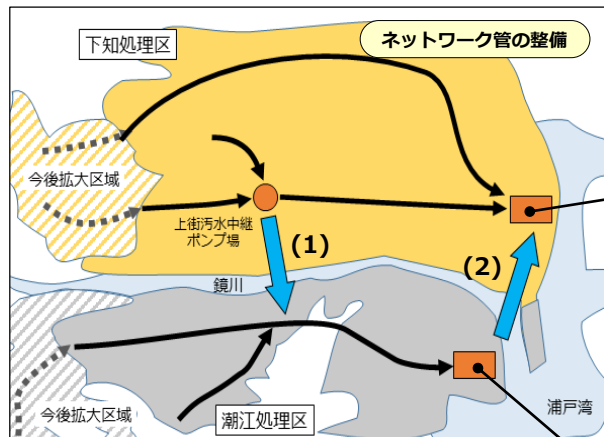 ネットワーク管の整備
下知処理区
今後拡大区域
上街汚水中継
ポンプ場
(1)
(2)
鏡川
今後拡大区域
潮江処理区
浦戸湾